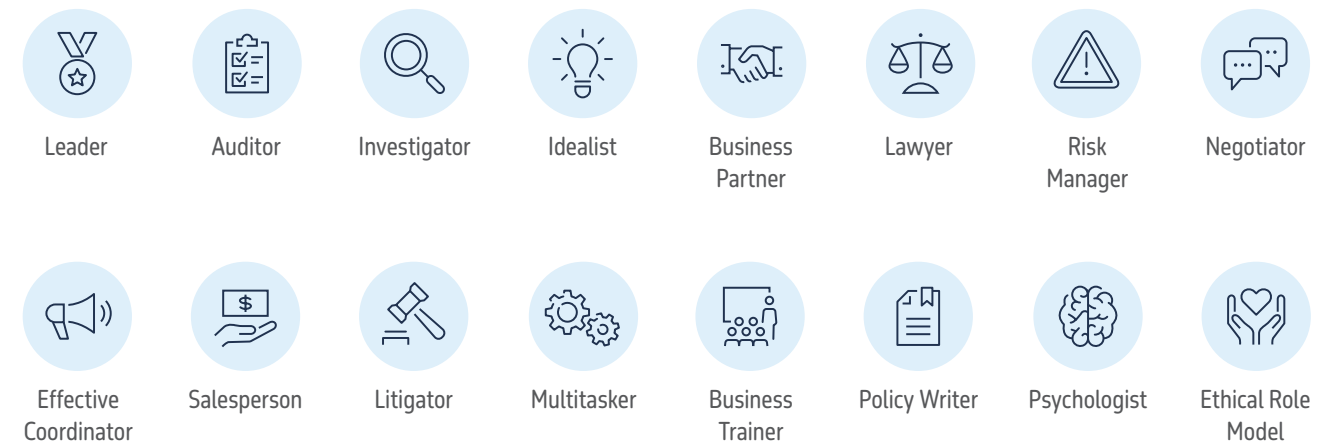 Leader
Auditor
Investigator
Idealist
Business
Partner
Lawyer
Risk
Manager
Negotiator
$
Effective
Coordinator
Salesperson
Litigator
Multitasker
Business
Trainer
Policy Writer
Psychologist
Ethical Role
Model